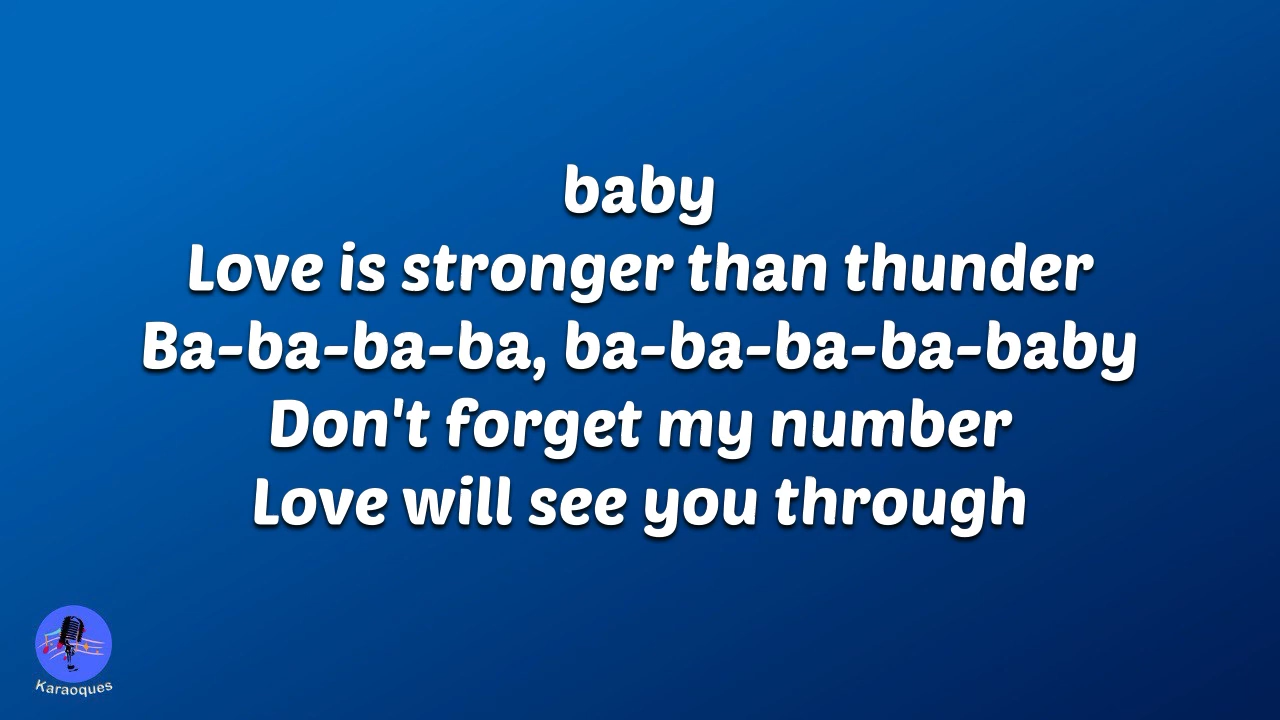 baby
Love is stronger than thunder
Ba-ba-ba-ba, ba-ba-ba-ba-baby
Don't forget my number
Love will see you through
Karaoques